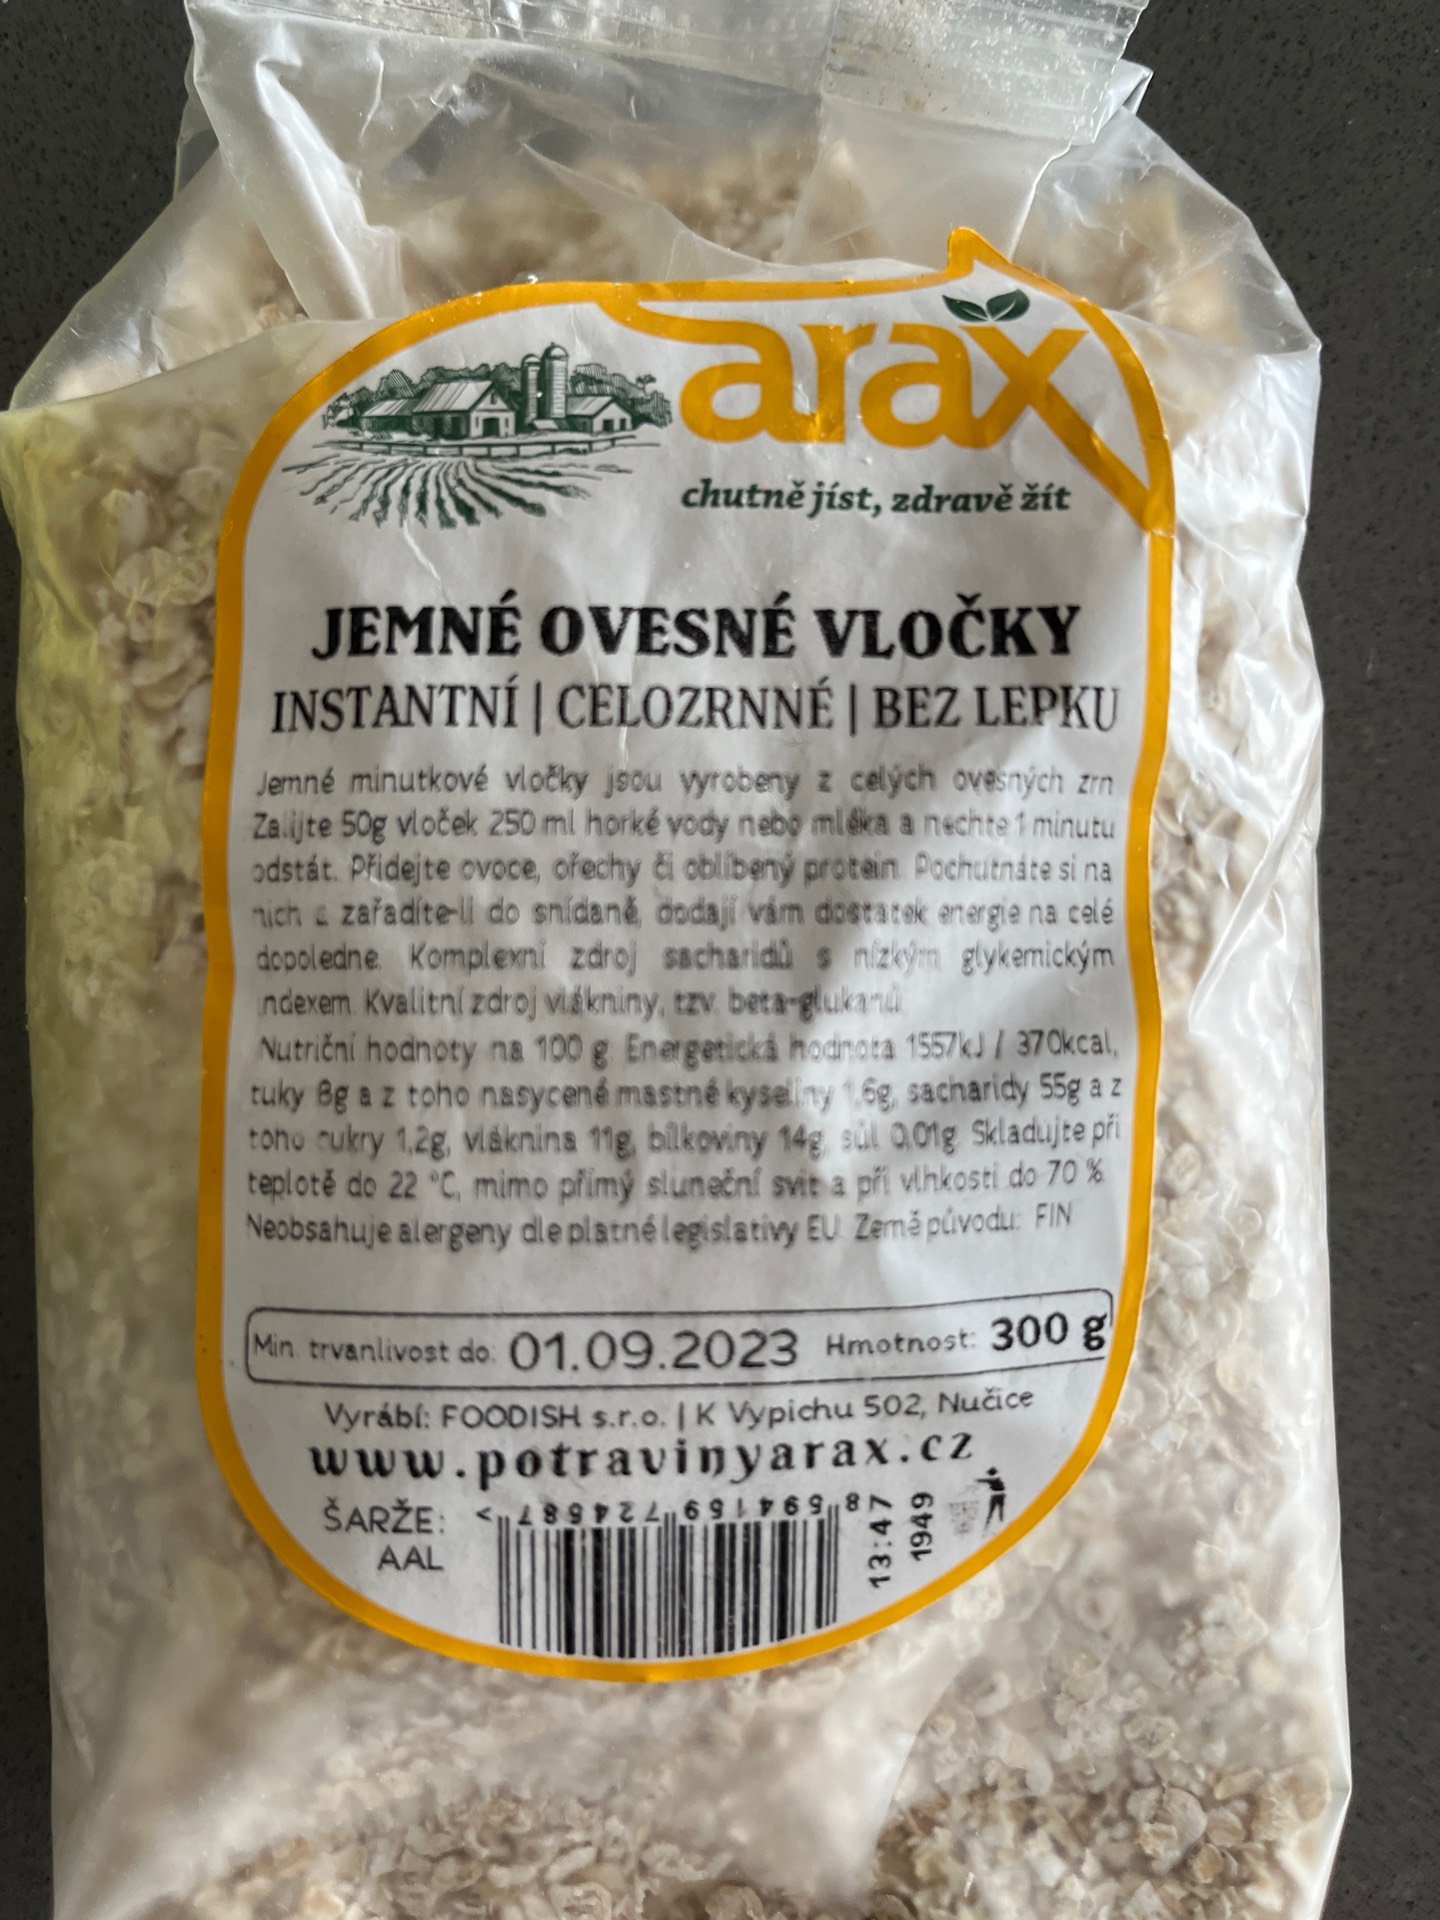 arax
chutně jíst, zdravě žít
JEMNÉ OVESNÉ VLOČKY
INSTANTNÍ | CELOZRNNÉ | BEZ LEPKU
Jemné minutkové vločky jsou vyrobeny z celých ovesných zrn
Zalijte 50g vloček 250 ml horké vody nebo mléka a nechte 1 minutu
odstát. Přidejte ovoce, ořechy či oblíbený protein. Pochutnáte si na
nich a zařadíte-li do snídaně, dodají vám dostatek energie na celé
dopoledne. Komplexní zdroj sacharidů s nízkým glykemickým
indexem. Kvalitní zdroj vlákniny, tzv. beta-glukanů
Nutriční hodnoty na 100 g: Energetická hodnota 1557kJ / 370kcal,
tuky 8g a z toho nasycené mastné kyseliny 1,6g, sacharidy 55g a z
toho cukry 1,2g, vláknina 11g, bílkoviny 14g, sůl 0,01g. Skladujte při
teplotě do 22 °C, mimo přímý sluneční svit a při vlhkosti do 70 %.
Neobsahuje alergeny dle platné legislativy EU. Země původu: FIN
Min. trvanlivost do: 01.09.2023 Hmotnost: 300 g
Vyrábí: FOODISH s.r.o. | K Vypichu 502, Nučice
www.potravinyarax.cz
ŠARŽE:
AAL
8 594159 724587 >
13:47
1949